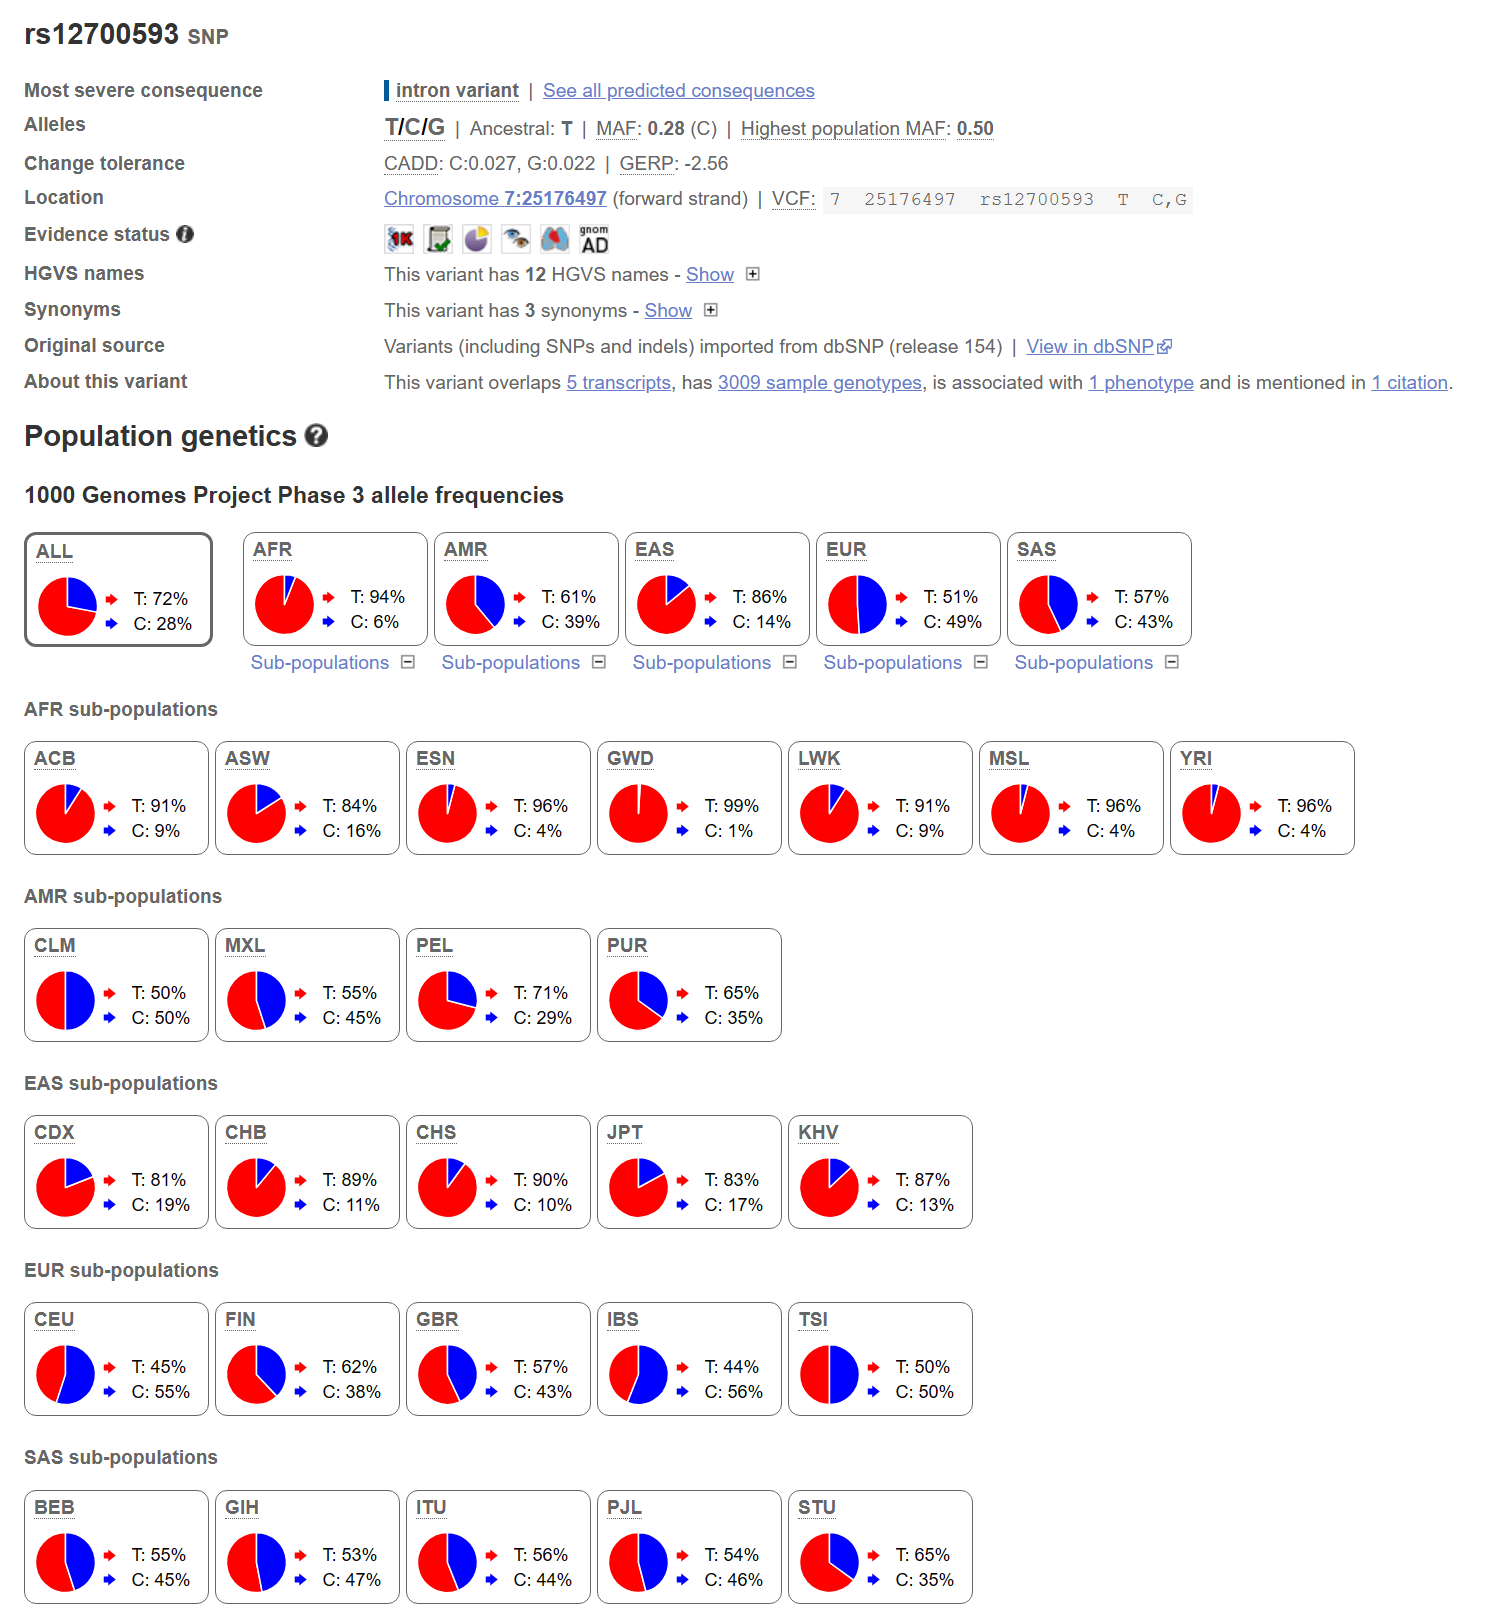 rs12700593 SNP
Most severe consequence intron variant | See all predicted consequences
Alleles T/C/G | Ancestral: T | MAF: 0.28 (C) | Highest population MAF: 0.50
Change tolerance CADD: C:0.027, G:0.022 | GERP: -2.56
Location Chromosome 7:25176497 (forward strand) | VCF: 7 25176497 rs12700593 T C,G
Evidence status i 1K gnom AD
HGVS names This variant has 12 HGVS names - Show
Synonyms This variant has 3 synonyms - Show
Original source Variants (including SNPs and indels) imported from dbSNP (release 154) | View in dbSNP
About this variant This variant overlaps 5 transcripts, has 3009 sample genotypes, is associated with 1 phenotype and is mentioned in 1 citation.
Population genetics ?
1000 Genomes Project Phase 3 allele frequencies
ALL AFR AMR EAS EUR SAS
T: 72% T: 94% T: 61% T: 86% T: 51% T: 57%
C: 28% C: 6% C: 39% C: 14% C: 49% C: 43%
Sub-populations Sub-populations Sub-populations Sub-populations Sub-populations
AFR sub-populations
ACB ASW ESN GWD LWK MSL YRI
T: 91% T: 84% T: 96% T: 99% T: 91% T: 96% T: 96%
C: 9% C: 16% C: 4% C: 1% C: 9% C: 4% C: 4%
AMR sub-populations
CLM MXL PEL PUR
T: 50% T: 55% T: 71% T: 65%
C: 50% C: 45% C: 29% C: 35%
EAS sub-populations
CDX CHB CHS JPT KHV
T: 81% T: 89% T: 90% T: 83% T: 87%
C: 19% C: 11% C: 10% C: 17% C: 13%
EUR sub-populations
CEU FIN GBR IBS TSI
T: 45% T: 62% T: 57% T: 44% T: 50%
C: 55% C: 38% C: 43% C: 56% C: 50%
SAS sub-populations
BEB GIH ITU PJL STU
T: 55% T: 53% T: 56% T: 54% T: 65%
C: 45% C: 47% C: 44% C: 46% C: 35%